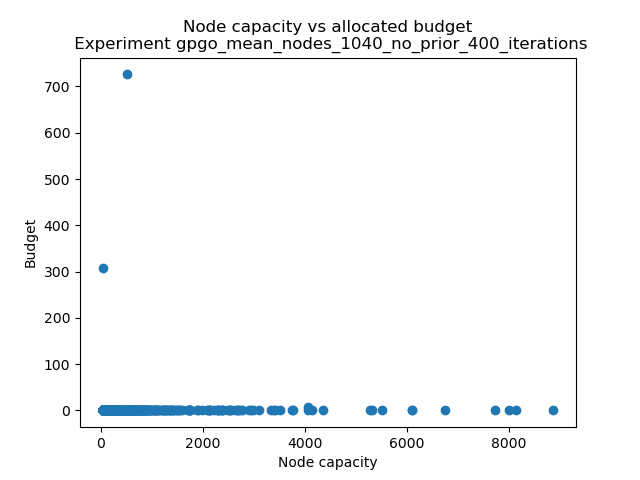 Node capacity vs allocated budget
Experiment gpgo_mean_nodes_1040_no_prior_400_iterations
700
600
500
400
300
200
100
0
Budget
0 2000 4000 6000 8000
Node capacity